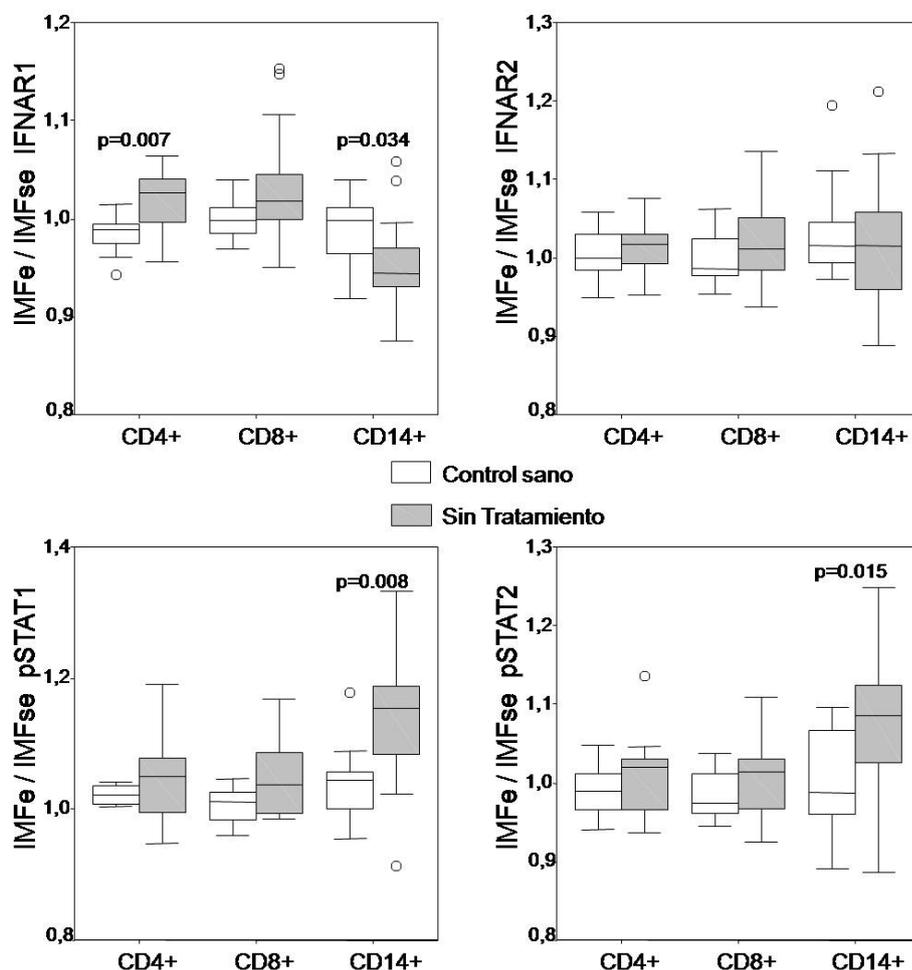 IMFe / IMFse IFNAR1
1,2
1,1
1,0
0,9
0,8
p=0.007
p=0.034
CD4+ CD8+ CD14+
IMFe / IMFse IFNAR2
1,3
1,2
1,1
1,0
0,9
0,8
CD4+ CD8+ CD14+
Control sano
Sin Tratamiento
IMFe / IMFse pSTAT1
1,4
1,2
1,0
0,8
p=0.008
CD4+ CD8+ CD14+
IMFe / IMFse pSTAT2
1,3
1,2
1,1
1,0
0,9
0,8
p=0.015
CD4+ CD8+ CD14+